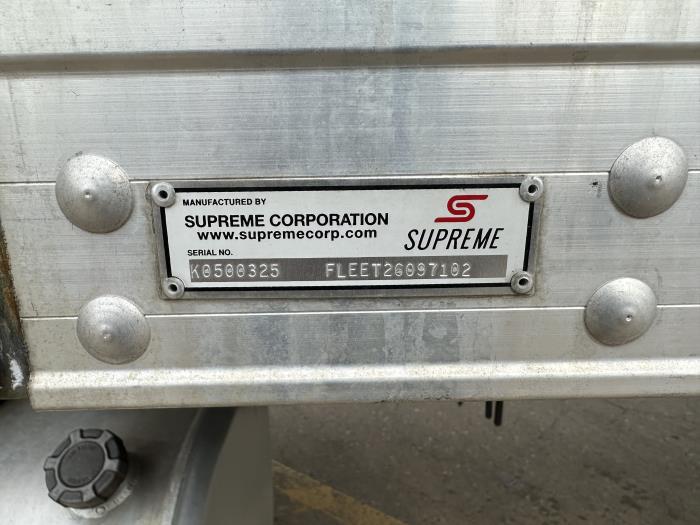 MANUFACTURED BY
SUPREME CORPORATION
www.supremecorp.com
SUPREME
SERIAL NO.
K0500325 FLEET26097102